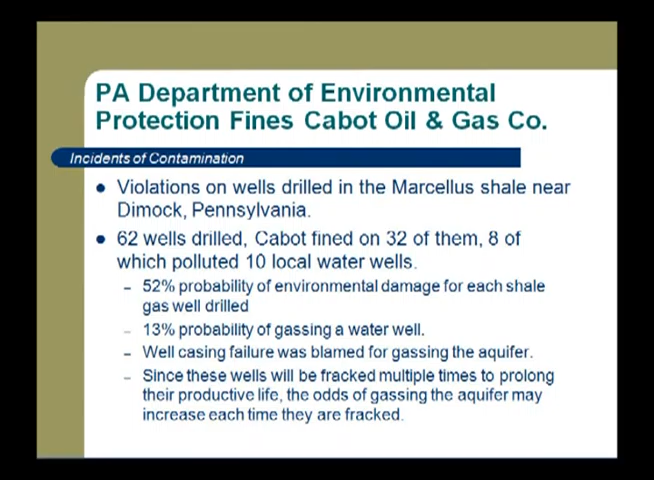 PA Department of Environmental
Protection Fines Cabot Oil & Gas Co.
Incidents of Contamination
● Violations on wells drilled in the Marcellus shale near
Dimock, Pennsylvania.
● 62 wells drilled, Cabot fined on 32 of them, 8 of
which polluted 10 local water wells.
– 52% probability of environmental damage for each shale
gas well drilled
– 13% probability of gassing a water well.
– Well casing failure was blamed for gassing the aquifer.
– Since these wells will be fracked multiple times to prolong
their productive life, the odds of gassing the aquifer may
increase each time they are fracked.